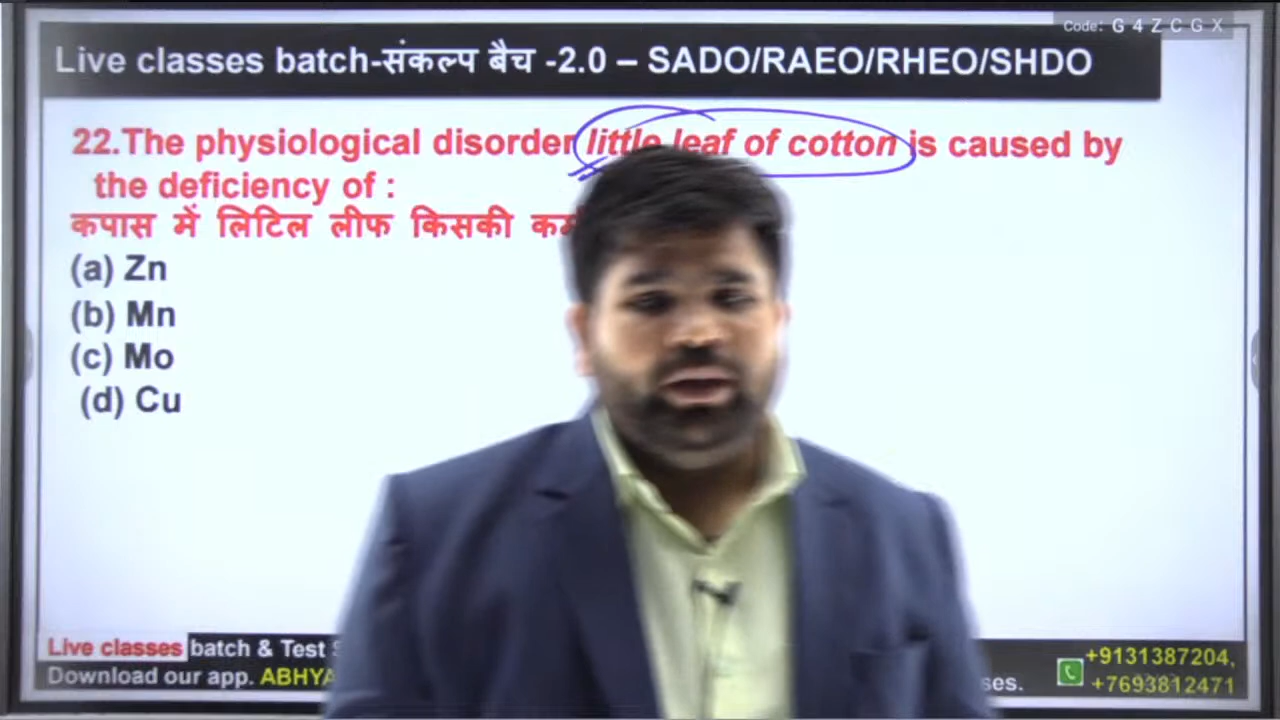 Code: G 4 Z C G X
Live classes batch-संकल्प बैच -2.0 – SADO/RAEO/RHEO/SHDO
22.The physiological disorder little leaf of cotton is caused by
the deficiency of :
कपास में लिटिल लीफ किसकी
(a) Zn
(b) Mn
(c) Mo
(d) Cu
Live classes batch & Test
Download our app.
+9131387204,
+7693812471